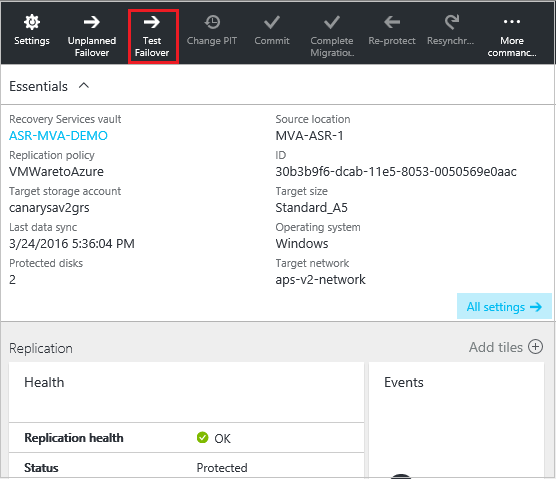 Settings
Unplanned Failover
Test Failover
Change PIT
Commit
Complete Migratio..
Re-protect
Resynchr...
More commanc...
Essentials
Recovery Services vault
Source location
ASR-MVA-DEMO
MVA-ASR-1
Replication policy
ID
VMWaretoAzure
30b3b9f6-dcab-11e5-8053-0050569e0aac
Target storage account
Target size
canarysav2grs
Standard_A5
Last data sync
Operating system
3/24/2016 5:36:04 PM
Windows
Protected disks
Target network
2
aps-v2-network
All settings
Replication
Add tiles
Health
Events
Replication health
OK
Status
Protected